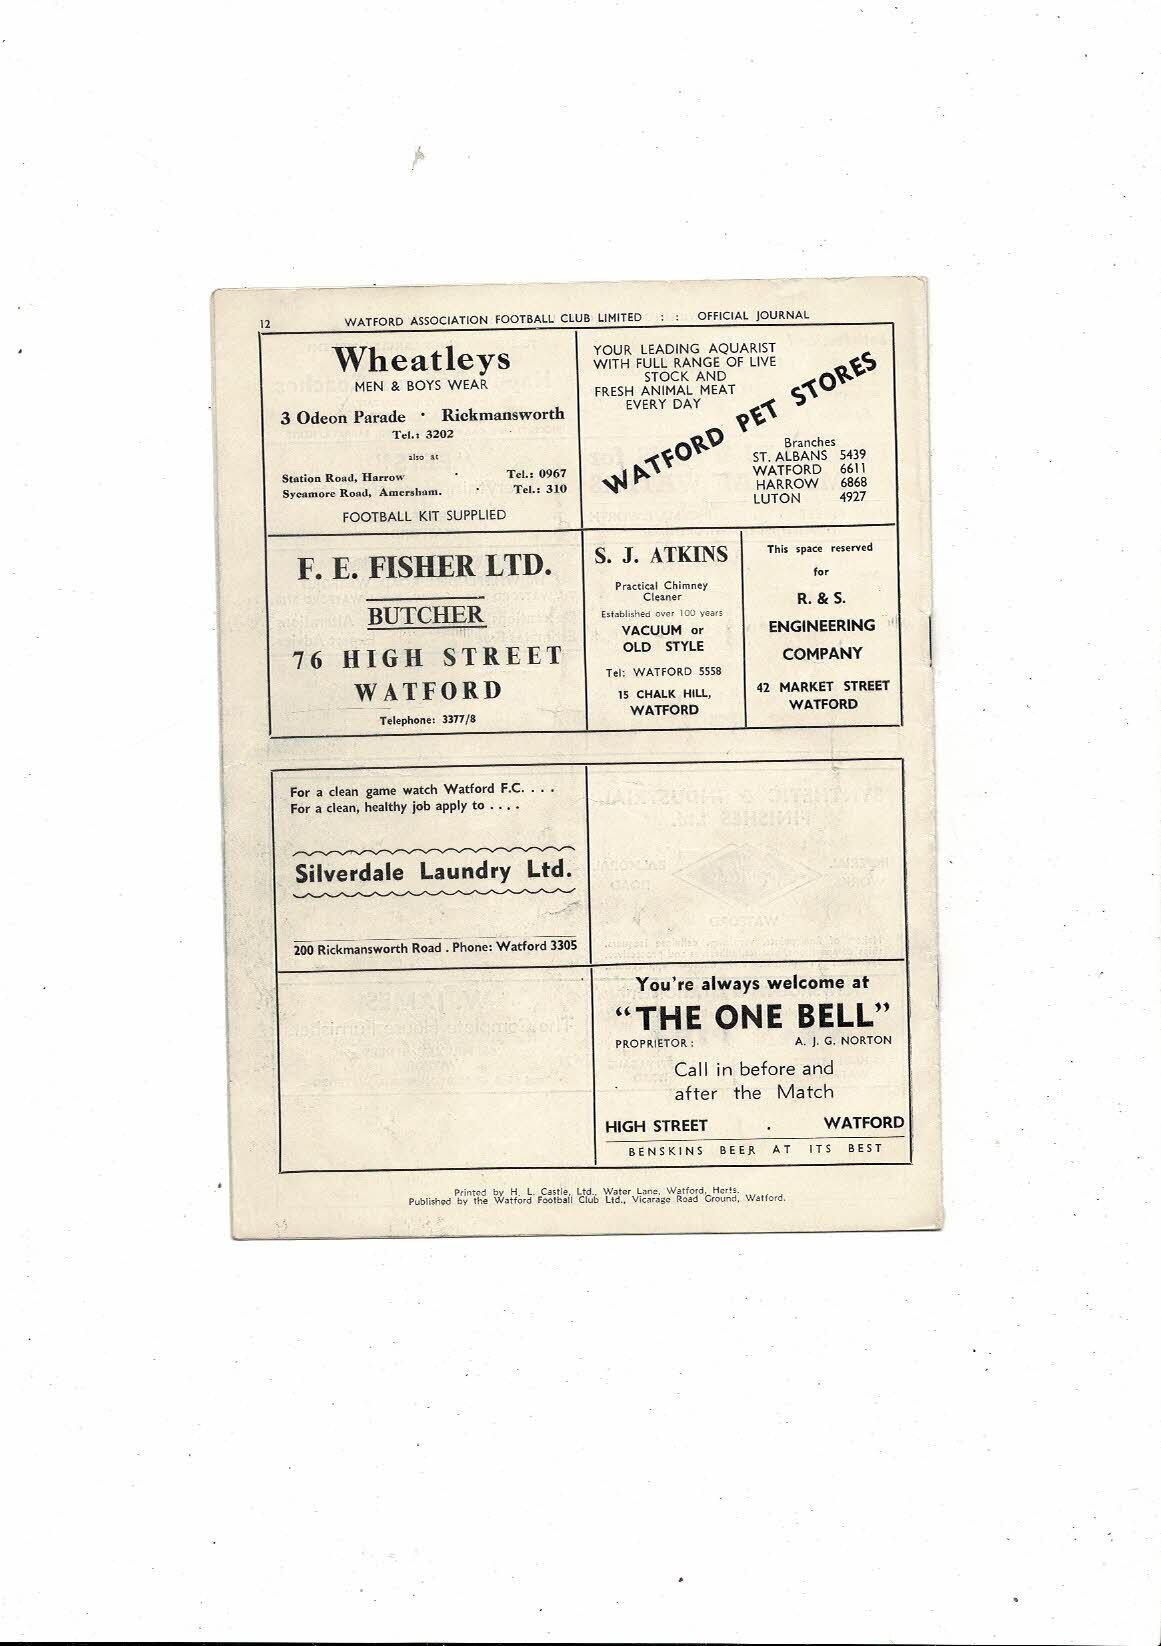 12
WATFORD ASSOCIATION FOOTBALL CLUB LIMITED : : OFFICIAL JOURNAL
Wheatleys
MEN & BOYS WEAR
3 Odeon Parade · Rickmansworth
Tel.: 3202
also at
Station Road, Harrow · Tel.: 0967
Sycamore Road, Amersham. · Tel.: 310
FOOTBALL KIT SUPPLIED
YOUR LEADING AQUARIST
WITH FULL RANGE OF LIVE
STOCK AND
FRESH ANIMAL MEAT
EVERY DAY
WATFORD PET STORES
Branches
ST. ALBANS 5439
WATFORD 6611
HARROW 6868
LUTON 4927
F. E. FISHER LTD.
BUTCHER
76 HIGH STREET
WATFORD
Telephone: 3377/8
S. J. ATKINS
Practical Chimney
Cleaner
Established over 100 years
VACUUM or
OLD STYLE
Tel: WATFORD 5558
15 CHALK HILL,
WATFORD
This space reserved
for
R. & S.
ENGINEERING
COMPANY
42 MARKET STREET
WATFORD
For a clean game watch Watford F.C. . . .
For a clean, healthy job apply to . . . .
Silverdale Laundry Ltd.
200 Rickmansworth Road . Phone: Watford 3305
You're always welcome at
"THE ONE BELL"
PROPRIETOR: A. J. G. NORTON
Call in before and
after the Match
HIGH STREET . WATFORD
BENSKINS BEER AT ITS BEST
Printed by H. L. Castle, Ltd., Water Lane, Watford, Herts.
Published by the Watford Football Club Ltd., Vicarage Road Ground, Watford.